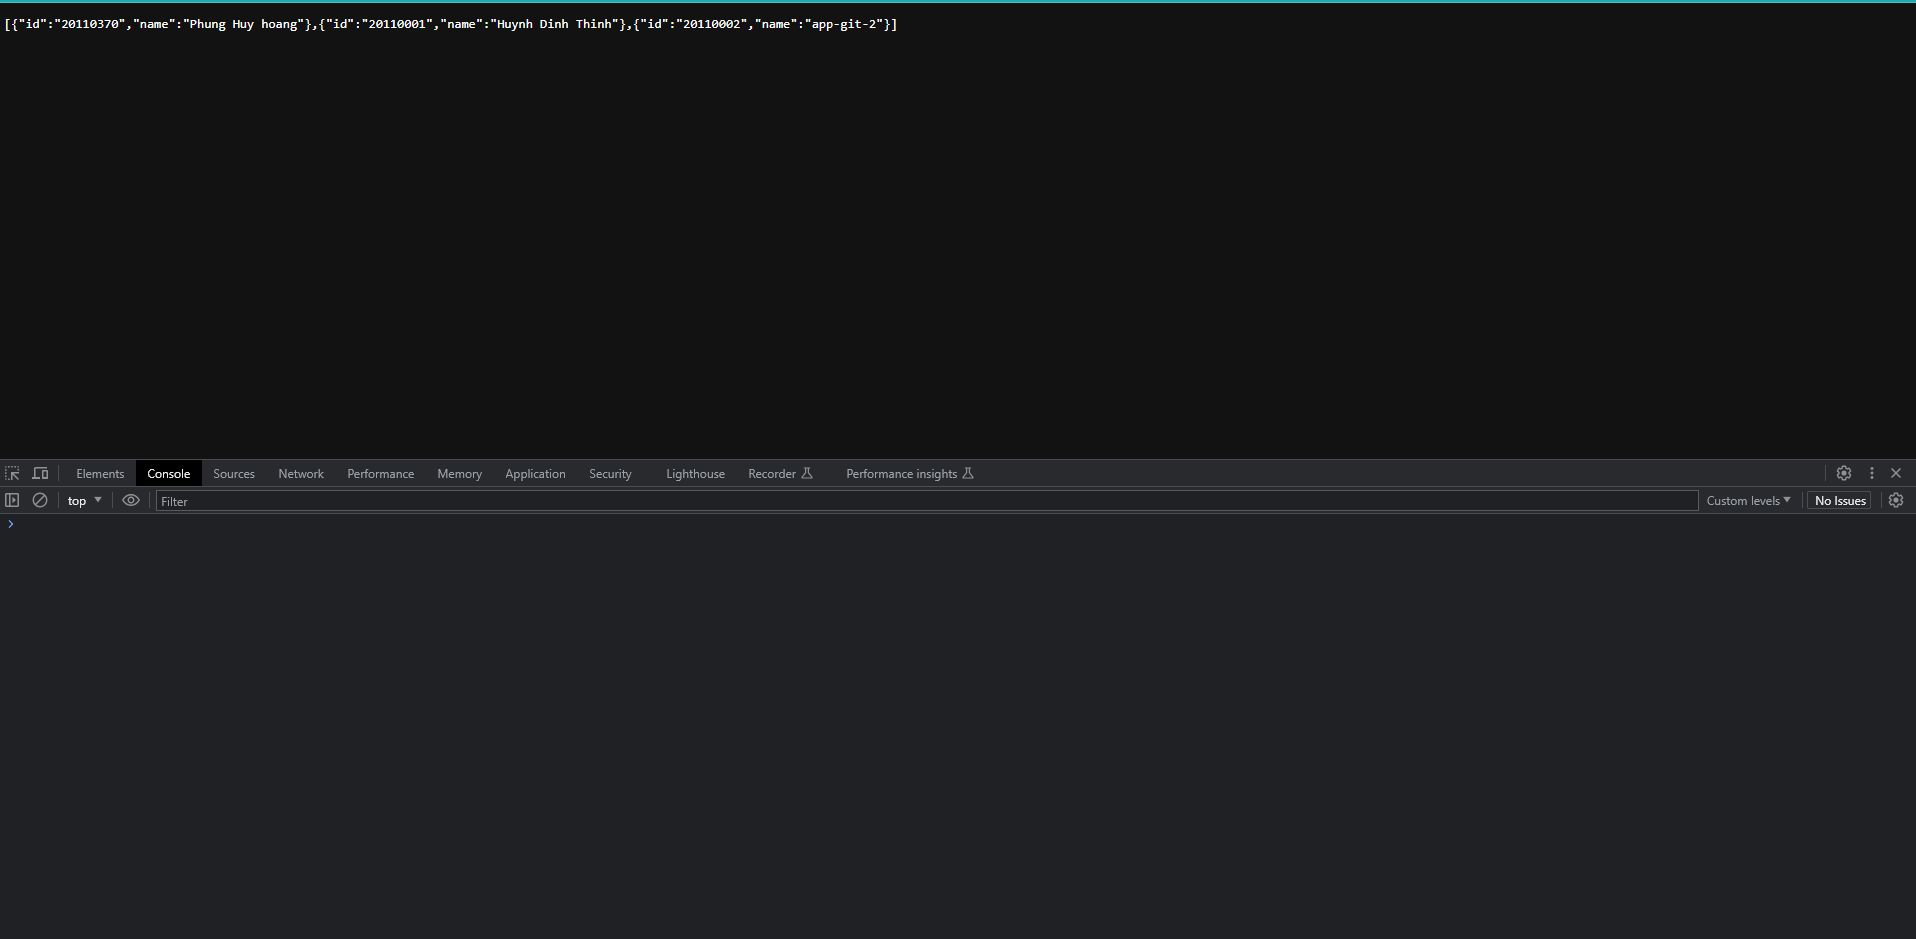 [{"id":"20110370","name":"Phung Huy hoang"},{"id":"20110001","name":"Huynh Dinh Thinh"},{"id":"20110002","name":"app-git-2"}]
Elements Console Sources Network Performance Memory Application Security Lighthouse Recorder Performance insights
top Filter Custom levels No Issues